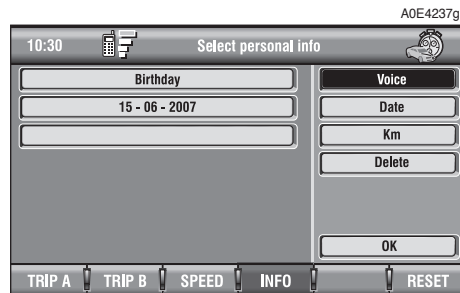 A0E4237g
10:30 Select personal info
Birthday
15 - 06 - 2007
Voice
Date
Km
Delete
OK
TRIP A TRIP B SPEED INFO RESET